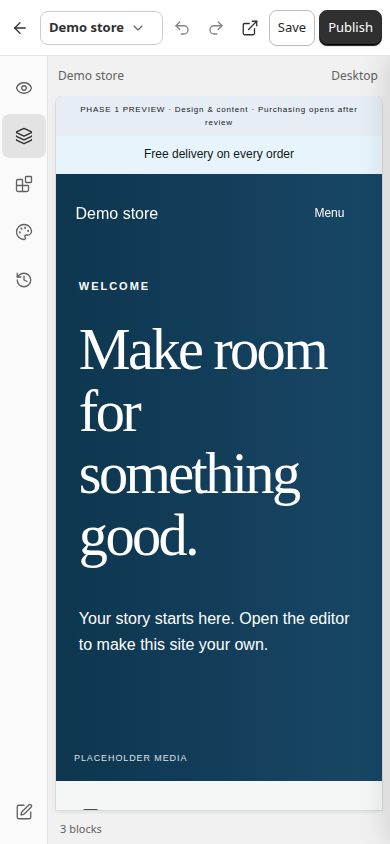 Demo store
Save
Publish
Demo store
Desktop
PHASE 1 PREVIEW · Design & content · Purchasing opens after
review
Free delivery on every order
Demo store
Menu
WELCOME
Make room
for
something
good.
Your story starts here. Open the editor
to make this site your own.
PLACEHOLDER MEDIA
3 blocks